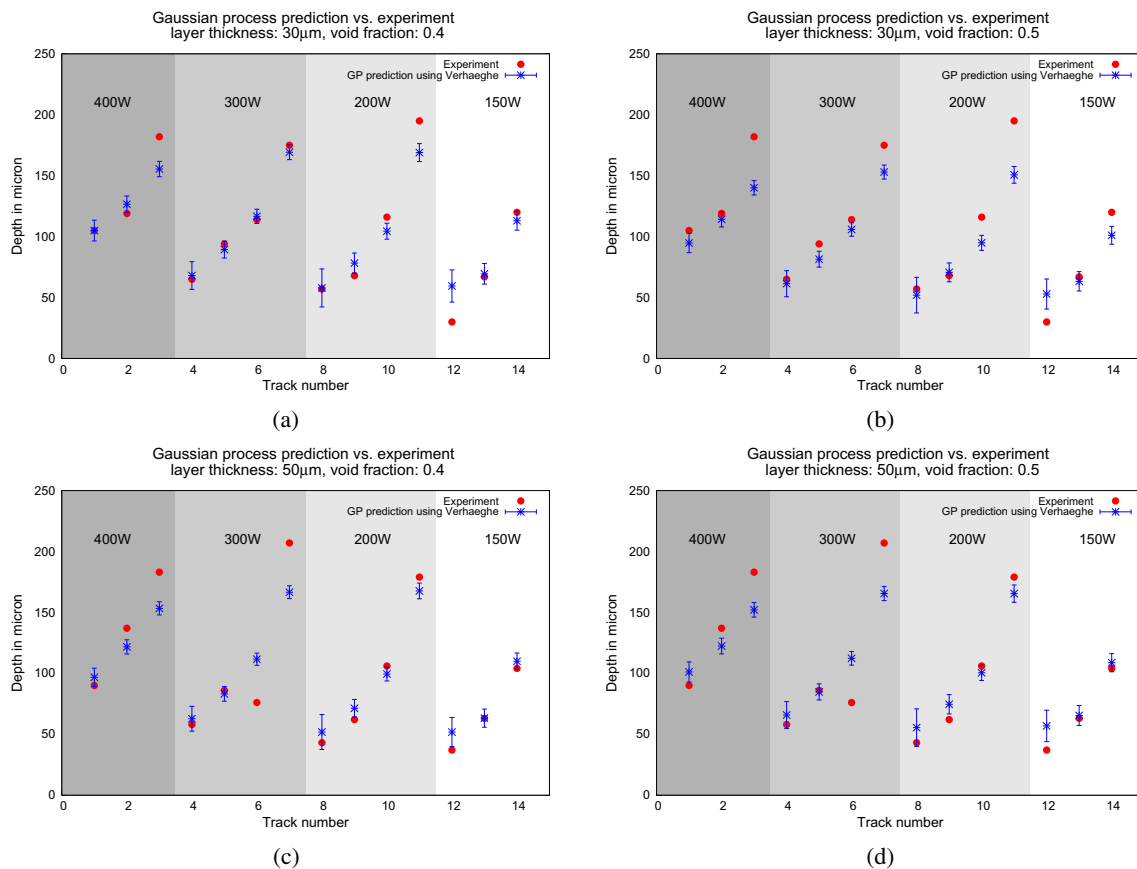 Gaussian process prediction vs. experiment
layer thickness: 30μm, void fraction: 0.4
250
200
150
100
50
0
Depth in micron
Experiment
GP prediction using Verhaeghe
400W
300W
200W
150W
0 2 4 6 8 10 12 14
Track number
(a)
Gaussian process prediction vs. experiment
layer thickness: 30μm, void fraction: 0.5
250
200
150
100
50
0
Depth in micron
Experiment
GP prediction using Verhaeghe
400W
300W
200W
150W
0 2 4 6 8 10 12 14
Track number
(b)
Gaussian process prediction vs. experiment
layer thickness: 50μm, void fraction: 0.4
250
200
150
100
50
0
Depth in micron
Experiment
GP prediction using Verhaeghe
400W
300W
200W
150W
0 2 4 6 8 10 12 14
Track number
(c)
Gaussian process prediction vs. experiment
layer thickness: 50μm, void fraction: 0.5
250
200
150
100
50
0
Depth in micron
Experiment
GP prediction using Verhaeghe
400W
300W
200W
150W
0 2 4 6 8 10 12 14
Track number
(d)